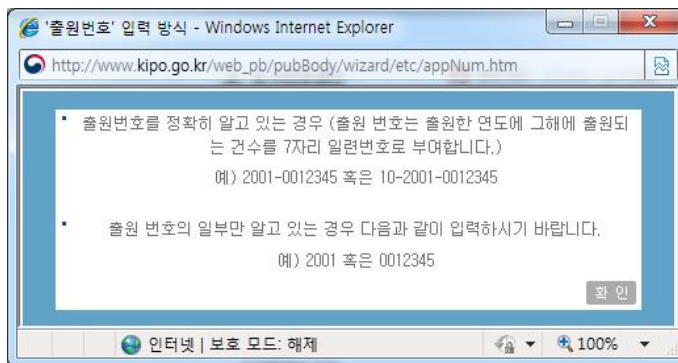 '출원번호' 입력 방식 - Windows Internet Explorer
http://www.kipo.go.kr/web_pb/pubBody/wizard/etc/appNum.htm
출원번호를 정확히 알고 있는 경우 (출원 번호는 출원한 연도에 그해에 출원되
는 건수를 7자리 일련번호로 부여합니다.)
예) 2001-0012345 혹은 10-2001-0012345
출원 번호의 일부만 알고 있는 경우 다음과 같이 입력하시기 바랍니다.
예) 2001 혹은 0012345
확 인
인터넷 | 보호 모드: 해제
100%